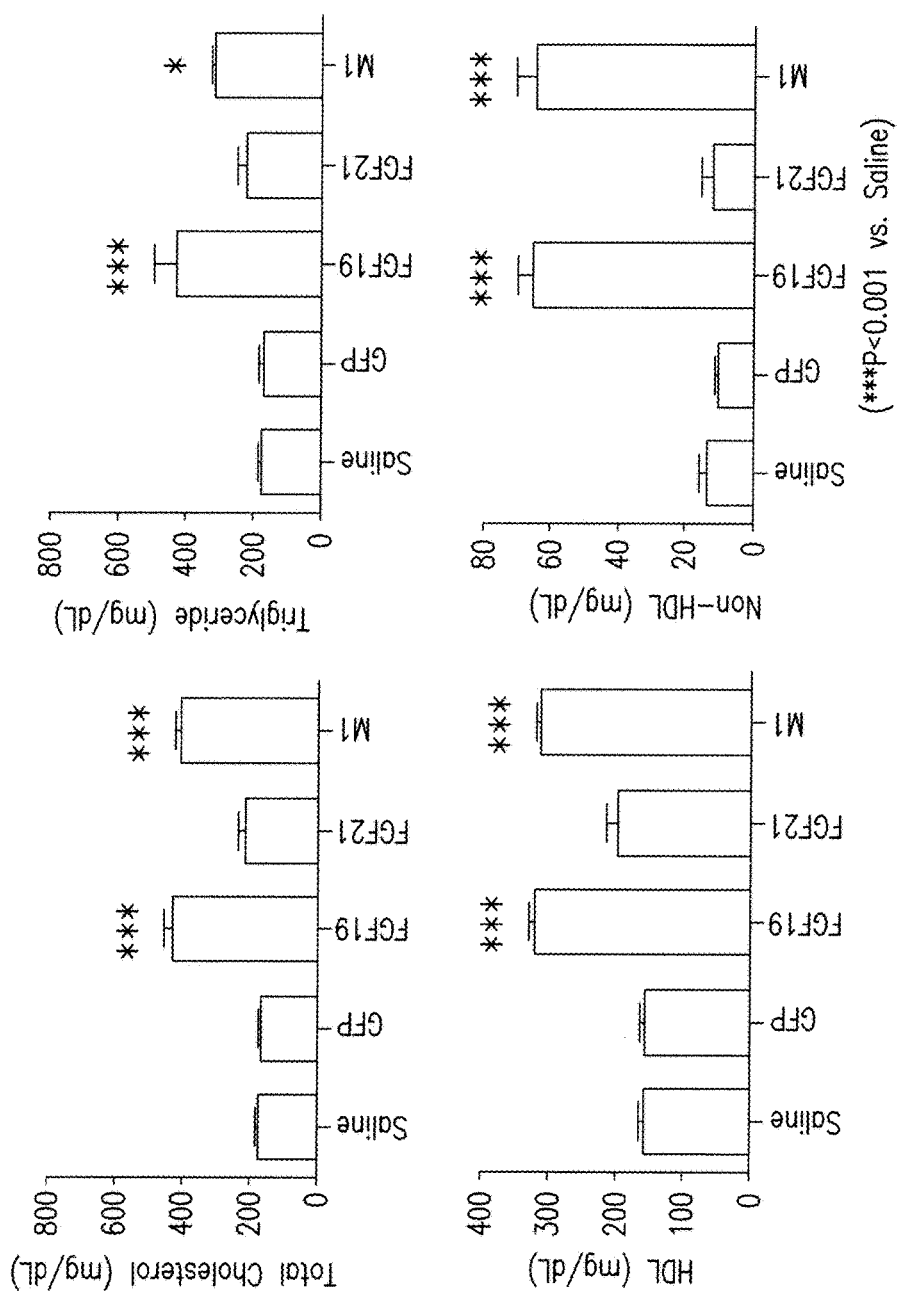 Total Cholesterol (mg/dL)
800
600
400
200
0
***
***
Saline
GFP
FGF19
FGF21
M1
Triglyceride (mg/dL)
800
600
400
200
0
***
*
Saline
GFP
FGF19
FGF21
M1
HDL (mg/dL)
400
300
200
100
0
***
***
Saline
GFP
FGF19
FGF21
M1
Non-HDL (mg/dL)
80
60
40
20
0
***
***
Saline
GFP
FGF19
FGF21
M1
(***P<0.001 vs. Saline)